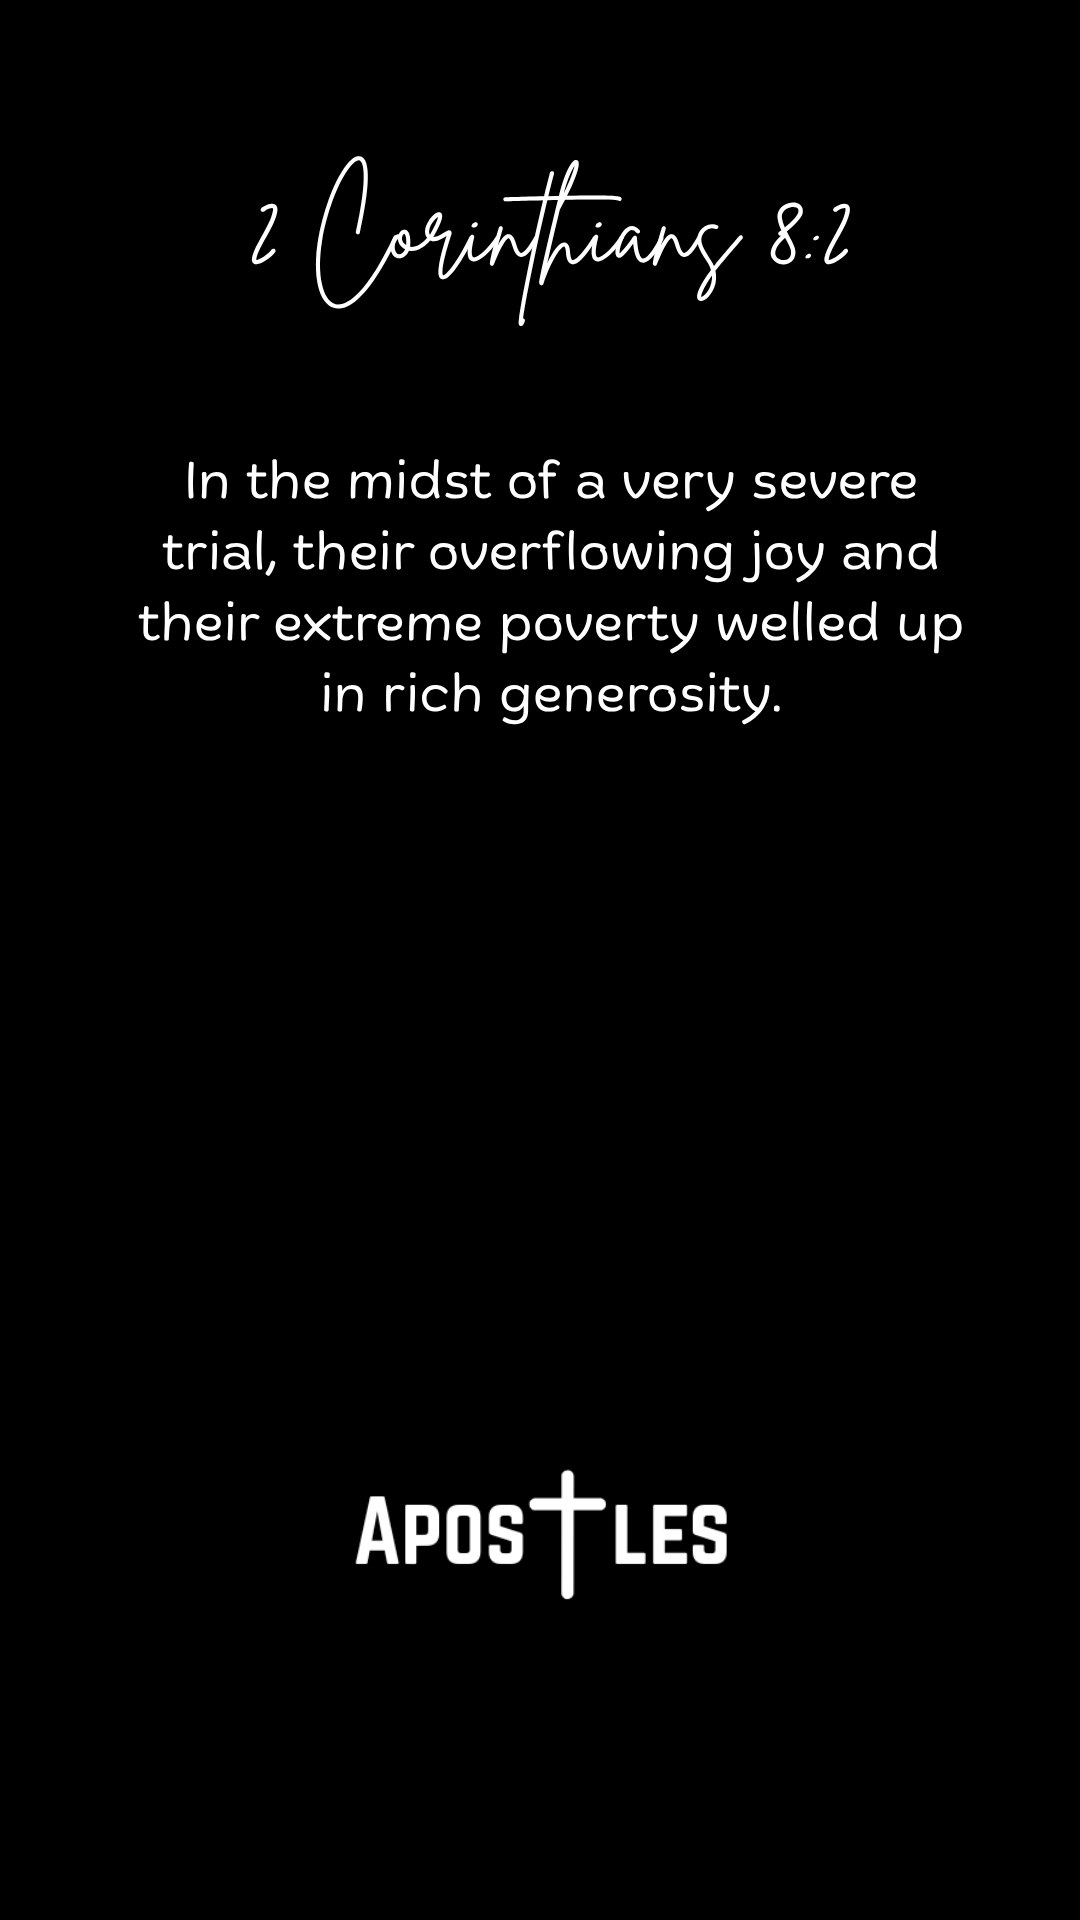 2 Corinthians 8:2
In the midst of a very severe
trial, their overflowing joy and
their extreme poverty welled up
in rich generosity.
Apostles